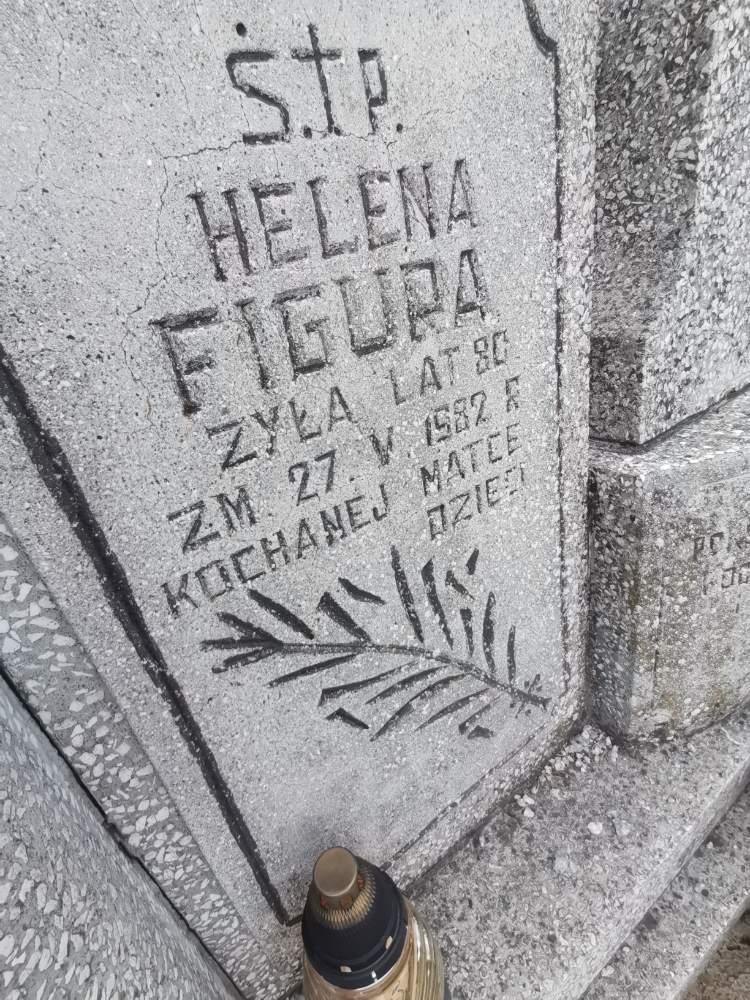 Ś.†P.
HELENA
FIGURA
ŻYŁA LAT 80
ZM. 27. V. 1982 R
KOCHANEJ MATCE
DZIECI